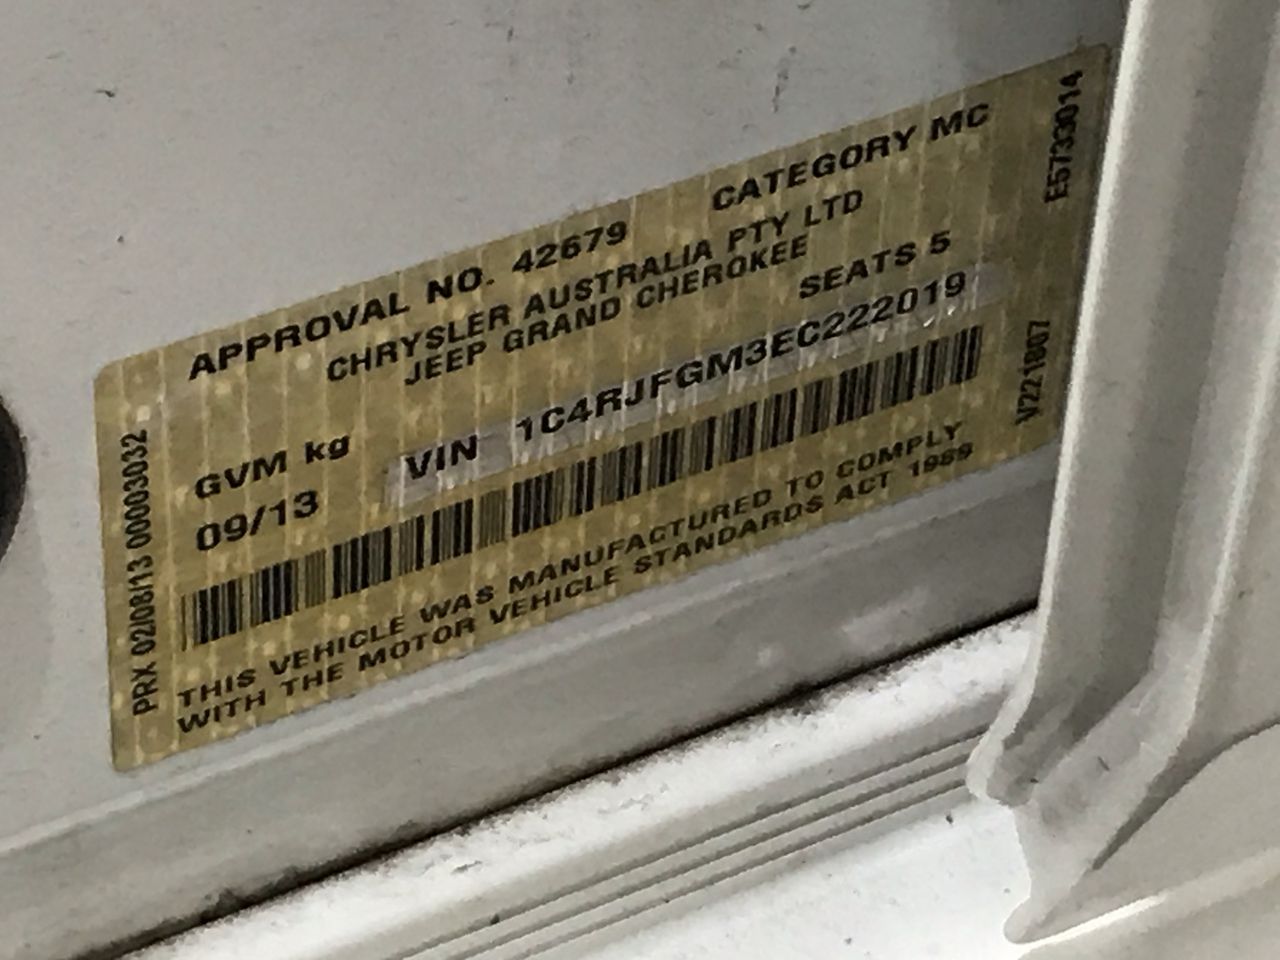 APPROVAL NO. 42679 CATEGORY MC
CHRYSLER AUSTRALIA PTY LTD
JEEP GRAND CHEROKEE
SEATS 5
GVM kg VIN 1C4RJFGM3EC222019
09/13
THIS VEHICLE WAS MANUFACTURED TO COMPLY
WITH THE MOTOR VEHICLE STANDARDS ACT 1989
PRX 02/08/13 00003032
E5733014
V221807